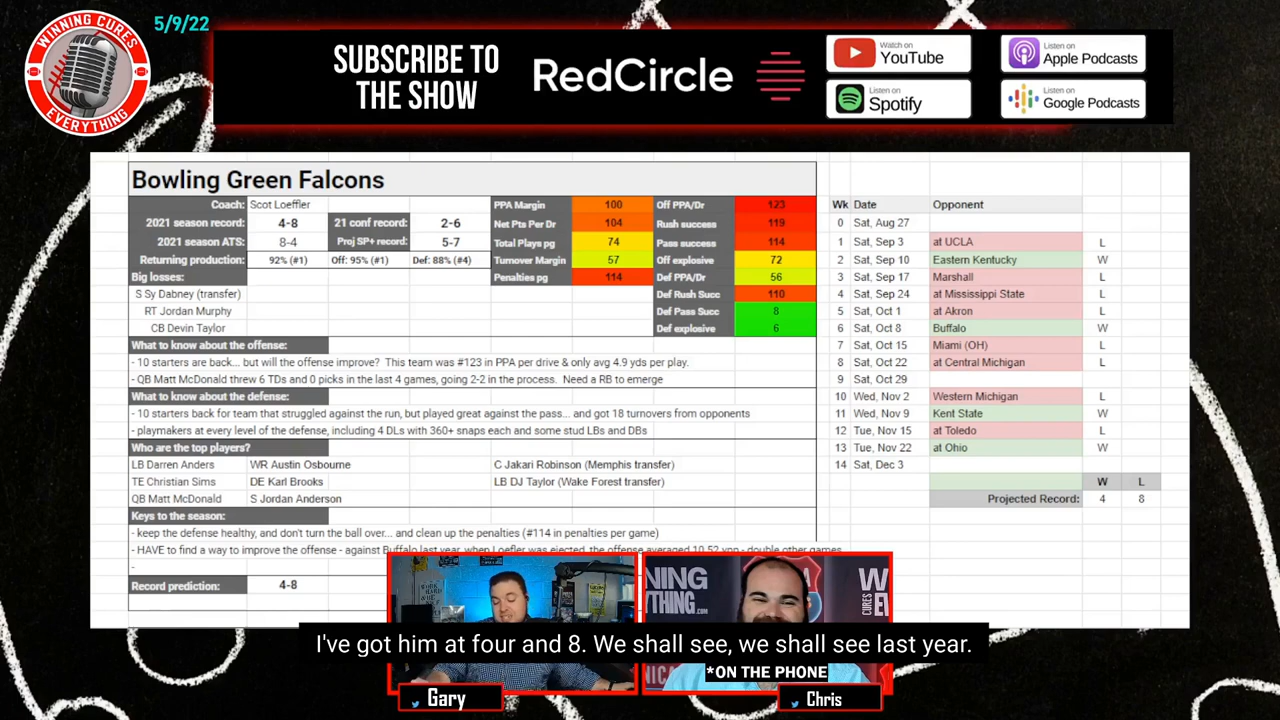 WINNING CURES
EVERYTHING
5/9/22
SUBSCRIBE TO
THE SHOW
RedCircle
Watch on
YouTube
Listen on
Apple Podcasts
Listen on
Spotify
Listen on
Google Podcasts
Bowling Green Falcons
Coach: Scot Loeffler
2021 season record: 4-8 21 conf record: 2-6
2021 season ATS: 8-4 Proj SP+ record: 5-7
Returning production: 92% (#1) Off: 95% (#1) Def: 88% (#4)
Big losses:
S Sy Dabney (transfer)
RT Jordan Murphy
CB Devin Taylor
PPA Margin 100 Off PPA/Dr 123
Net Pts Per Dr 104 Rush success 119
Total Plays pg 74 Pass success 114
Turnover Margin 57 Off explosive 72
Penalties pg 114 Def PPA/Dr 56
Def Rush Succ 110
Def Pass Succ 8
Def explosive 6
What to know about the offense:
- 10 starters are back... but will the offense improve? This team was #123 in PPA per drive & only avg 4.9 yds per play.
- QB Matt McDonald threw 6 TDs and 0 picks in the last 4 games, going 2-2 in the process. Need a RB to emerge
What to know about the defense:
- 10 starters back for team that struggled against the run, but played great against the pass... and got 18 turnovers from opponents
- playmakers at every level of the defense, including 4 DLs with 360+ snaps each and some stud LBs and DBs
Who are the top players?
LB Darren Anders WR Austin Osbourne C Jakari Robinson (Memphis transfer)
TE Christian Sims DE Karl Brooks LB DJ Taylor (Wake Forest transfer)
QB Matt McDonald S Jordan Anderson
Keys to the season:
- keep the defense healthy, and don't turn the ball over... and clean up the penalties (#114 in penalties per game)
- HAVE to find a way to improve the offense - against Buffalo last year, when Loefler was ejected, the offense averaged 10.52 ypp - double other games
-
Record prediction: 4-8
Wk Date Opponent
0 Sat, Aug 27
1 Sat, Sep 3 at UCLA L
2 Sat, Sep 10 Eastern Kentucky W
3 Sat, Sep 17 Marshall L
4 Sat, Sep 24 at Mississippi State L
5 Sat, Oct 1 at Akron L
6 Sat, Oct 8 Buffalo W
7 Sat, Oct 15 Miami (OH) L
8 Sat, Oct 22 at Central Michigan L
9 Sat, Oct 29
10 Wed, Nov 2 Western Michigan L
11 Wed, Nov 9 Kent State W
12 Tue, Nov 15 at Toledo L
13 Tue, Nov 22 at Ohio W
14 Sat, Dec 3
W L
Projected Record: 4 8
NING
YTHING
.COM
W
I've got him at four and 8. We shall see, we shall see last year.
*ON THE PHONE
Gary
Chris